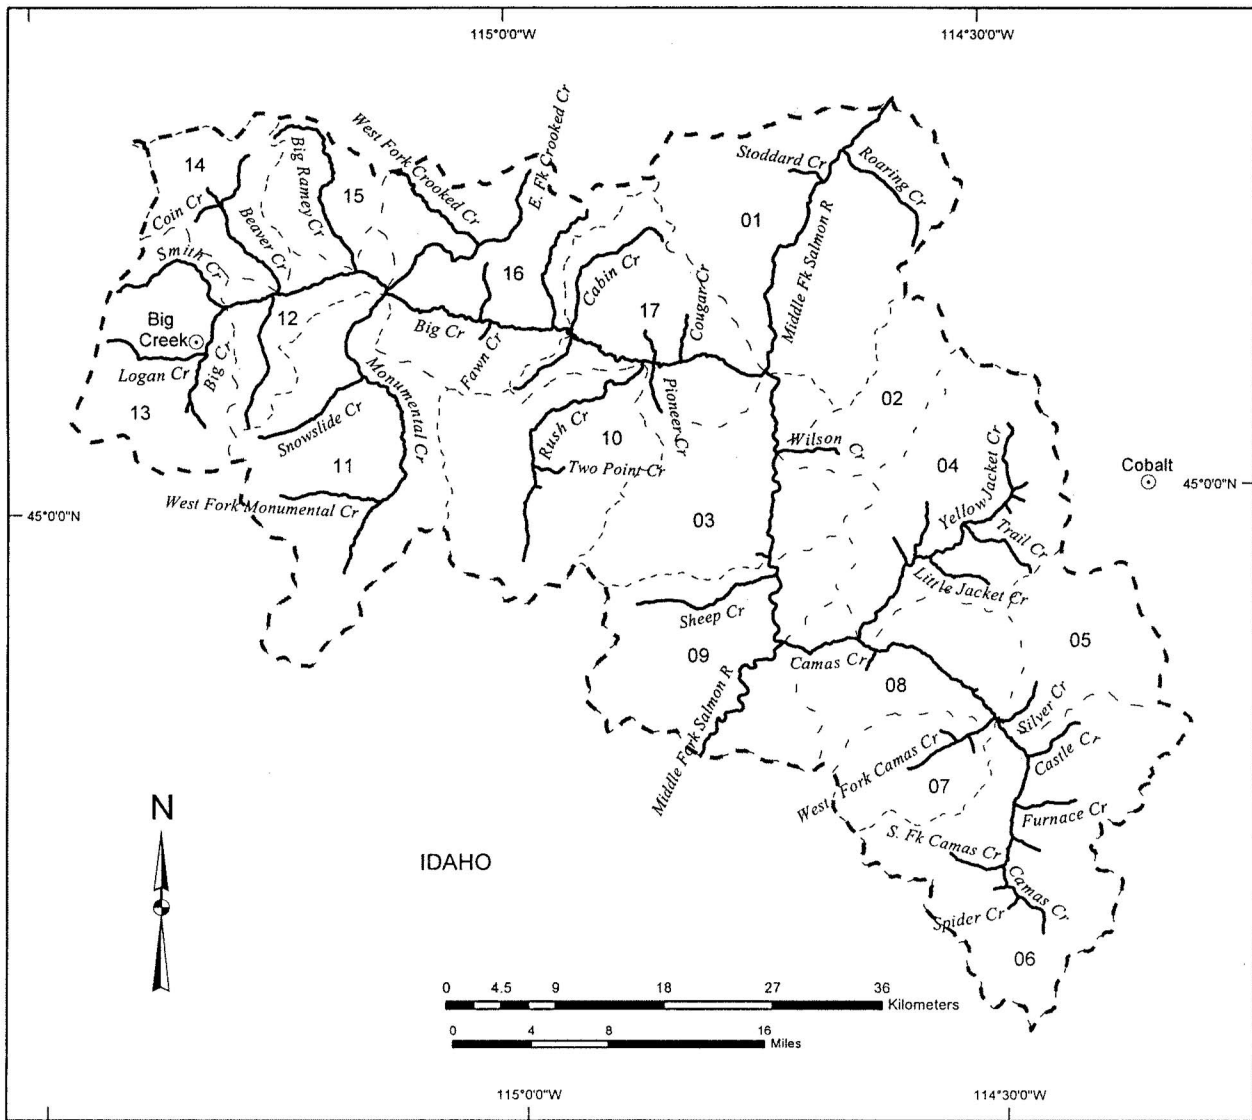 115°0'0"W
114°30'0"W
West Fork Crooked Cr
E. Fk Crooked Cr
Big Ramey Cr
Stoddard Cr
Roaring Cr
14
15
01
Coin Cr
Beaver Cr
Middle Fk Salmon R
Smith Cr
16
Cabin Cr
Cougar Cr
17
Big
Creek
12
Big Cr
Fawn Cr
Logan Cr
Big Cr
Monumental Cr
Pioneer Cr
02
13
Snowslide Cr
Rush Cr
10
Wilson Cr
11
Two Point Cr
04
Yellow Jacket Cr
Cobalt
45°0'0"N
West Fork Monumental Cr
45°0'0"N
03
Trail Cr
Little Jacket Cr
Sheep Cr
09
Camas Cr
05
08
Silver Cr
Middle Fork Salmon R
West Fork Camas Cr
Castle Cr
07
N
Furnace Cr
S. Fk Camas Cr
IDAHO
Camas Cr
Spider Cr
06
0 4.5 9 18 27 36
Kilometers
0 4 8 16
Miles
115°0'0"W
114°30'0"W